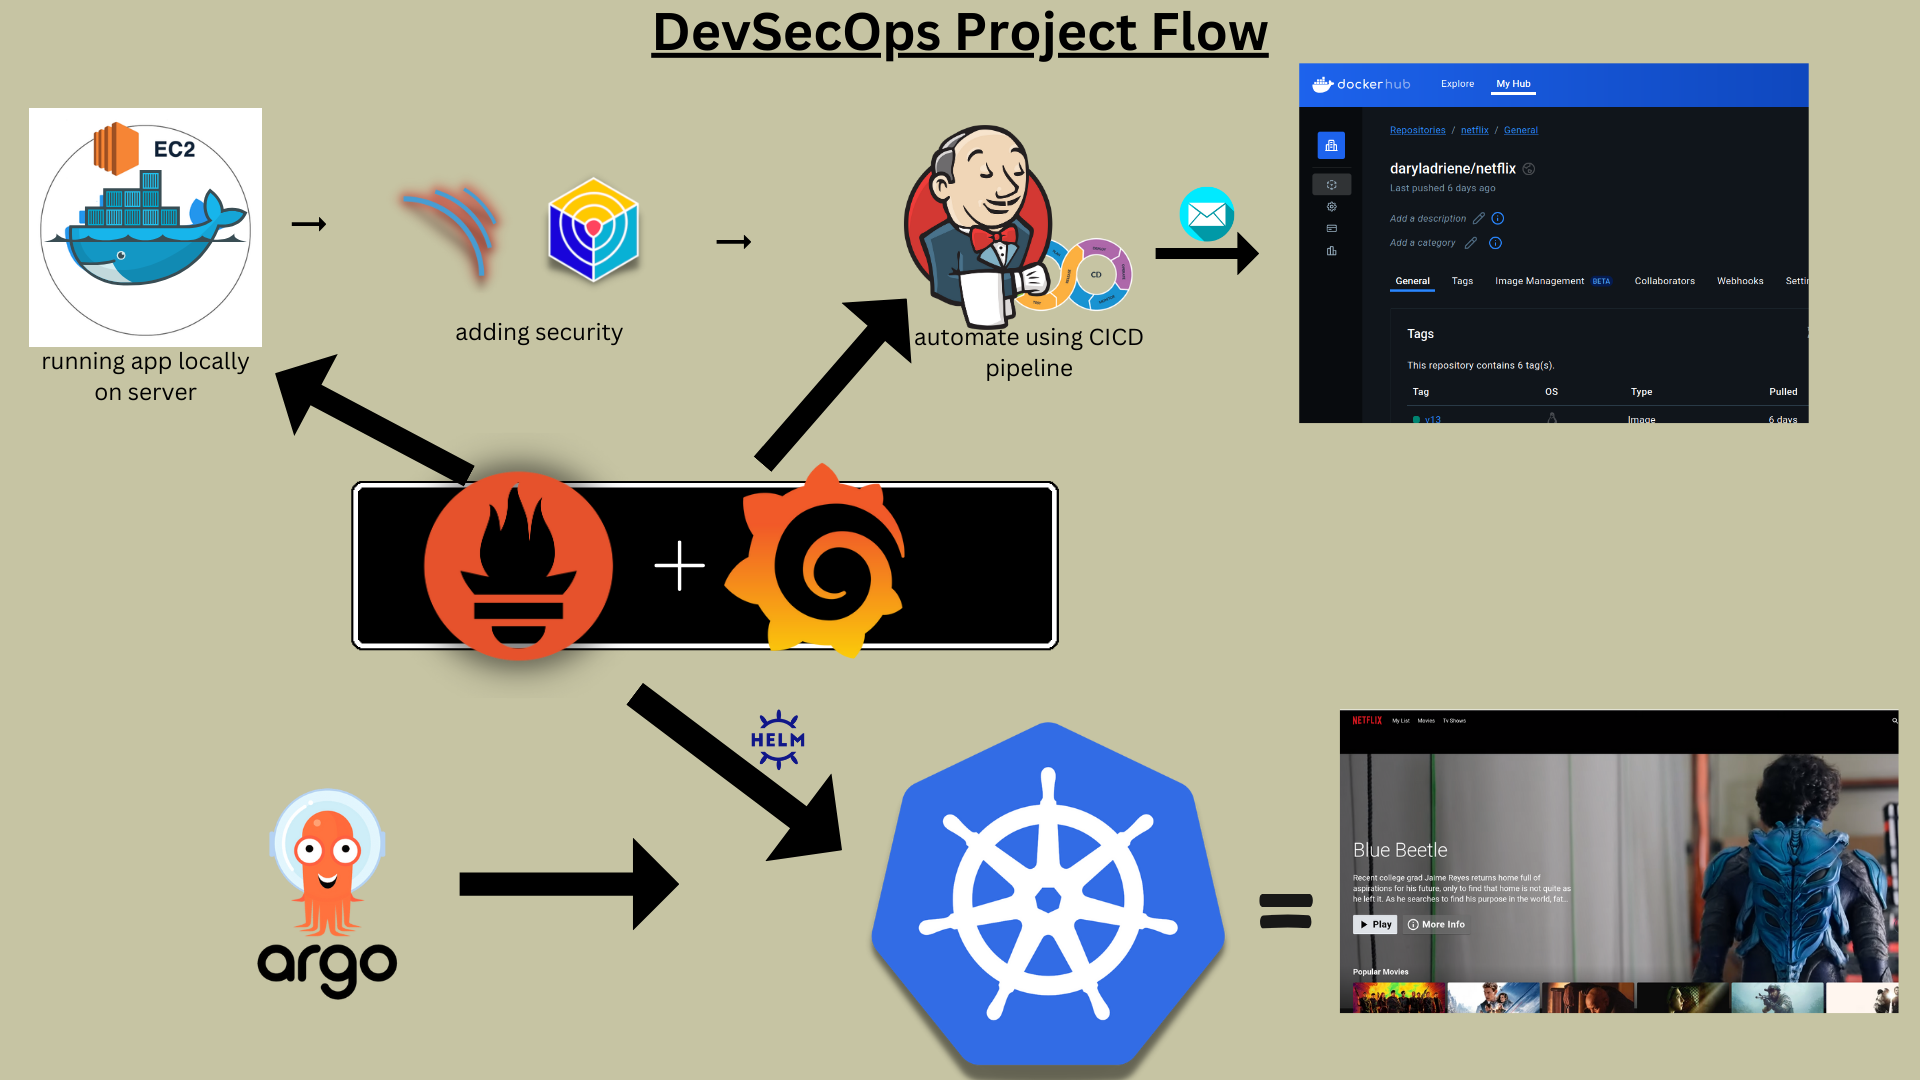 DevSecOps Project Flow
EC2
running app locally
on server
adding security
CD
automate using CICD
pipeline
dockerhub
Explore
My Hub
Repositories / netflix / General
daryladriene/netflix
Last pushed 6 days ago
Add a description
Add a category
General Tags Image Management BETA Collaborators Webhooks Settin
Tags
This repository contains 6 tag(s).
Tag OS Type Pulled
v13 Image 6 days
HELM
argo
NETFLIX My List Movies Tv Shows
Blue Beetle
Recent college grad Jaime Reyes returns home full of
aspirations for his future, only to find that home is not quite as
he left it. As he searches to find his purpose in the world, fat...
Play
More Info
Popular Movies